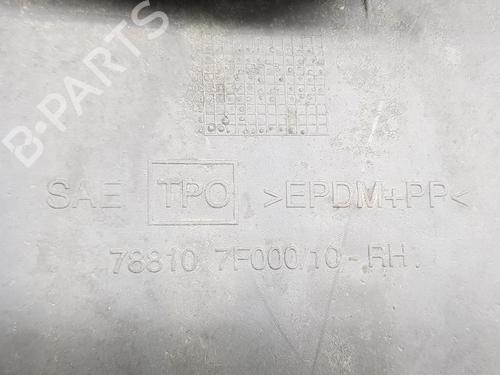 B-PARTS
SAE TPO >EPDM+PP<
78810 7F000/10-RH